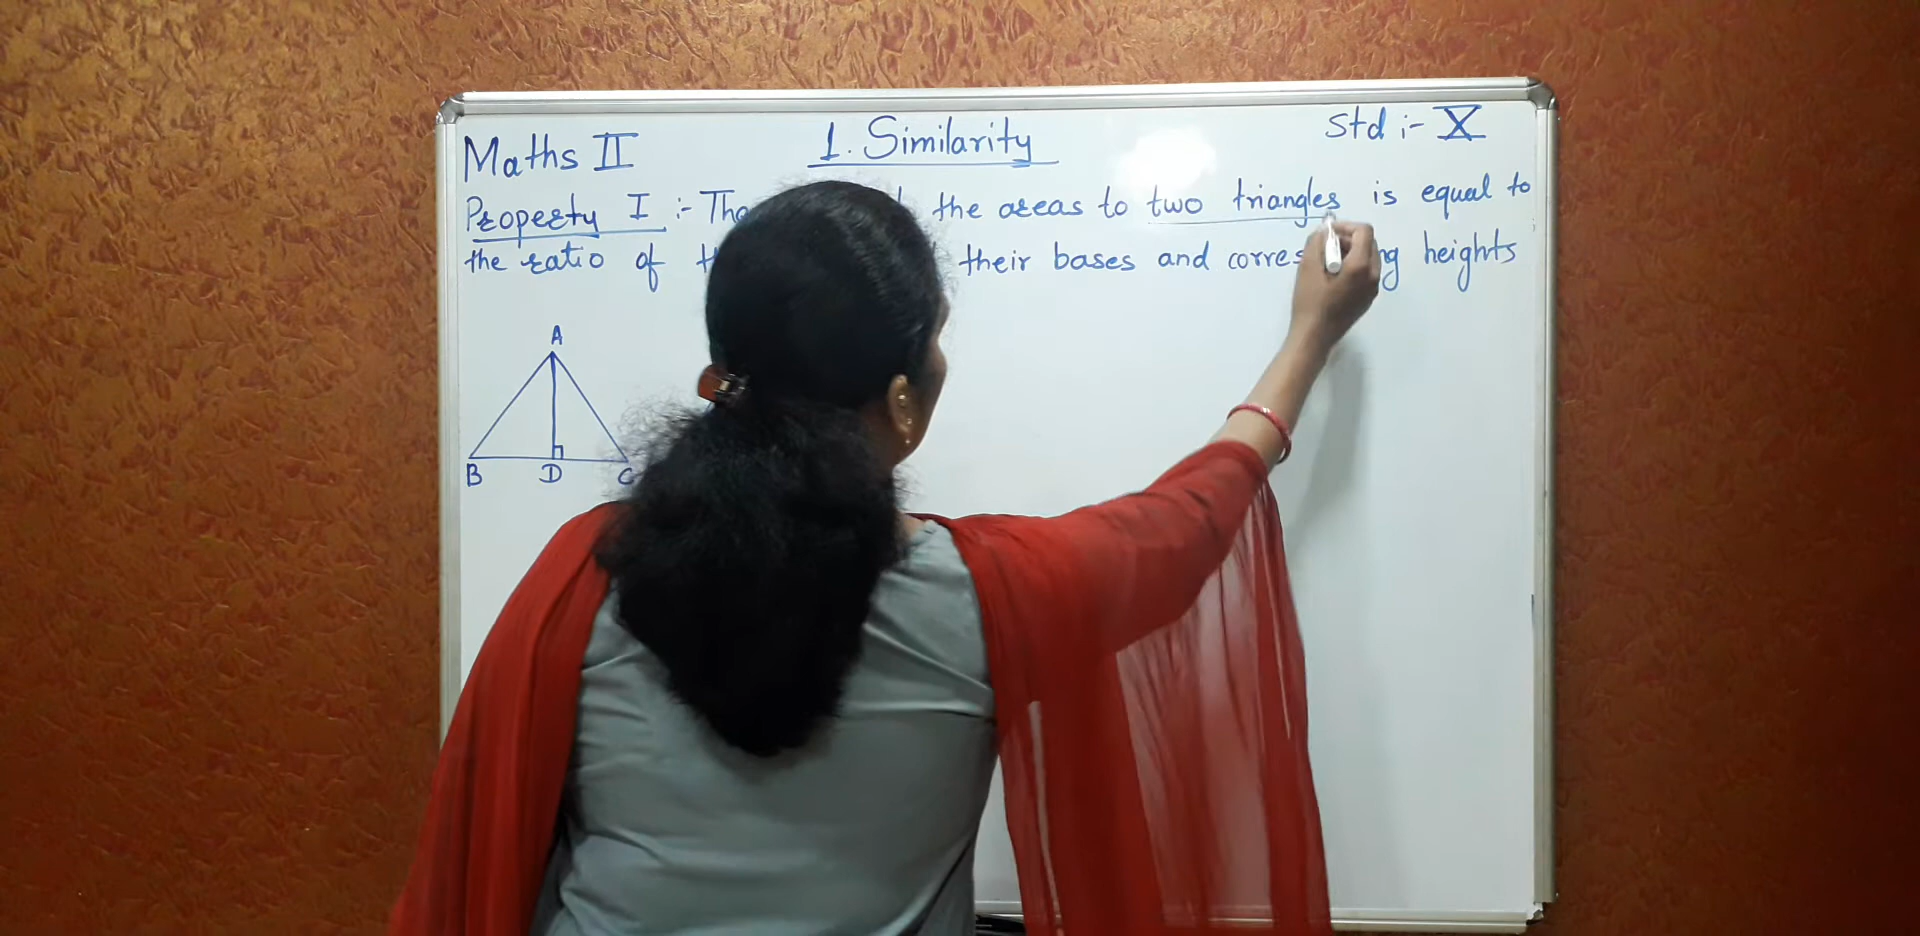 Maths II
1. Similarity
Std :- X
Property I :- The the areas to two triangles is equal to
the ratio of their bases and heights
A
B D C